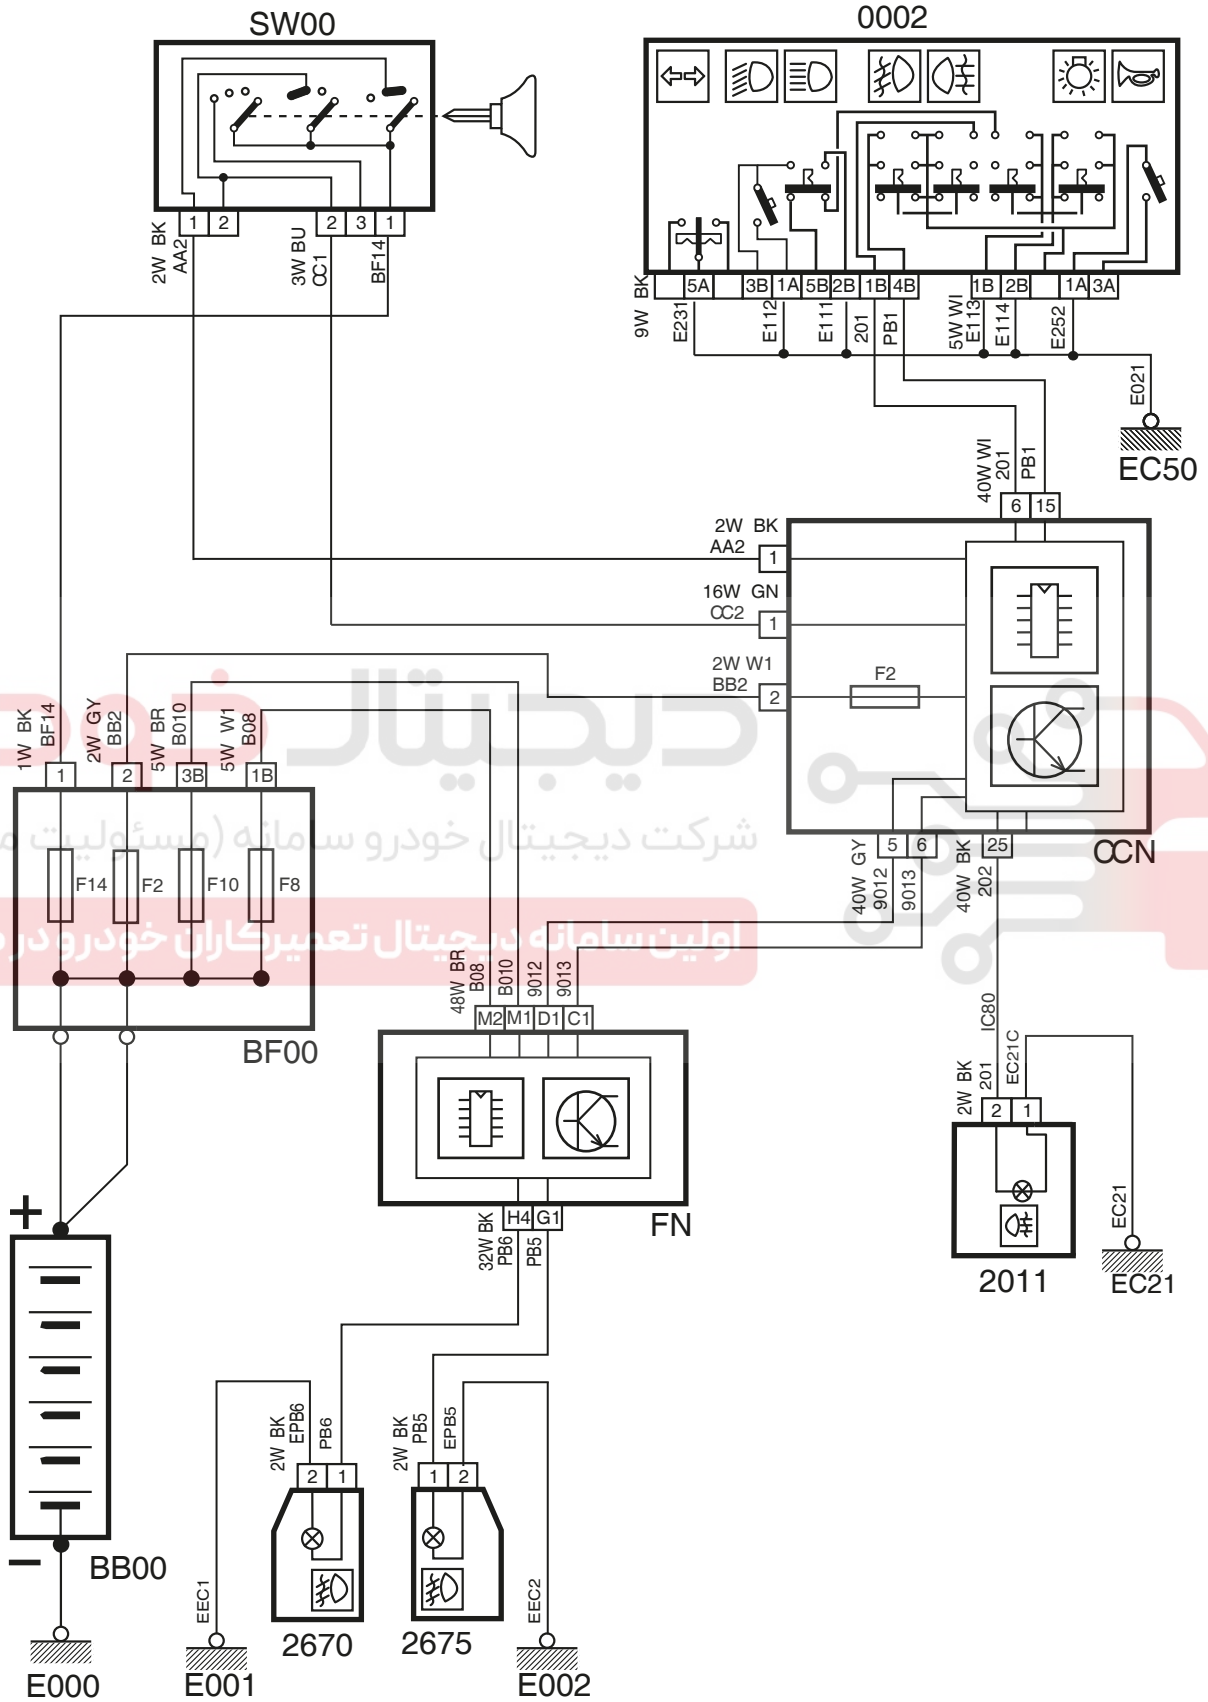 SW00
0002
1
2
2
3
1
2W BK
AA2
3W BU
CC1
BF14
5A
3B
1A
5B
2B
1B
4B
1B
2B
1A
3A
9W BK
E231
E112
E111
201
PB1
5W WI
E113
E114
E252
E021
EC50
40W WI
201
PB1
6
15
2W BK
AA2
1
16W GN
CC2
1
2W W1
BB2
2
F2
1W BK
BF14
2W GY
BB2
5W BR
B010
5W W1
B08
1
2
3B
1B
دیجیتال خودرو
شرکت دیجیتال خودرو سامانه (مسئولیت
5
6
25
CCN
40W GY
9012
9013
40W BK
202
F14
F2
F10
F8
اولین سامانه دیجیتال تعمیرکاران خودرو در
48W BR
B08
B010
9012
9013
M2
M1
D1
C1
BF00
IC80
2W BK
201
EC21C
2
1
FN
H4
G1
32W BK
PB6
PB5
EC21
2011
EC21
+
2W BK
EPB6
PB6
2W BK
PB5
EPB5
2
1
1
2
−
BB00
EEC1
EEC2
2670
2675
E000
E001
E002